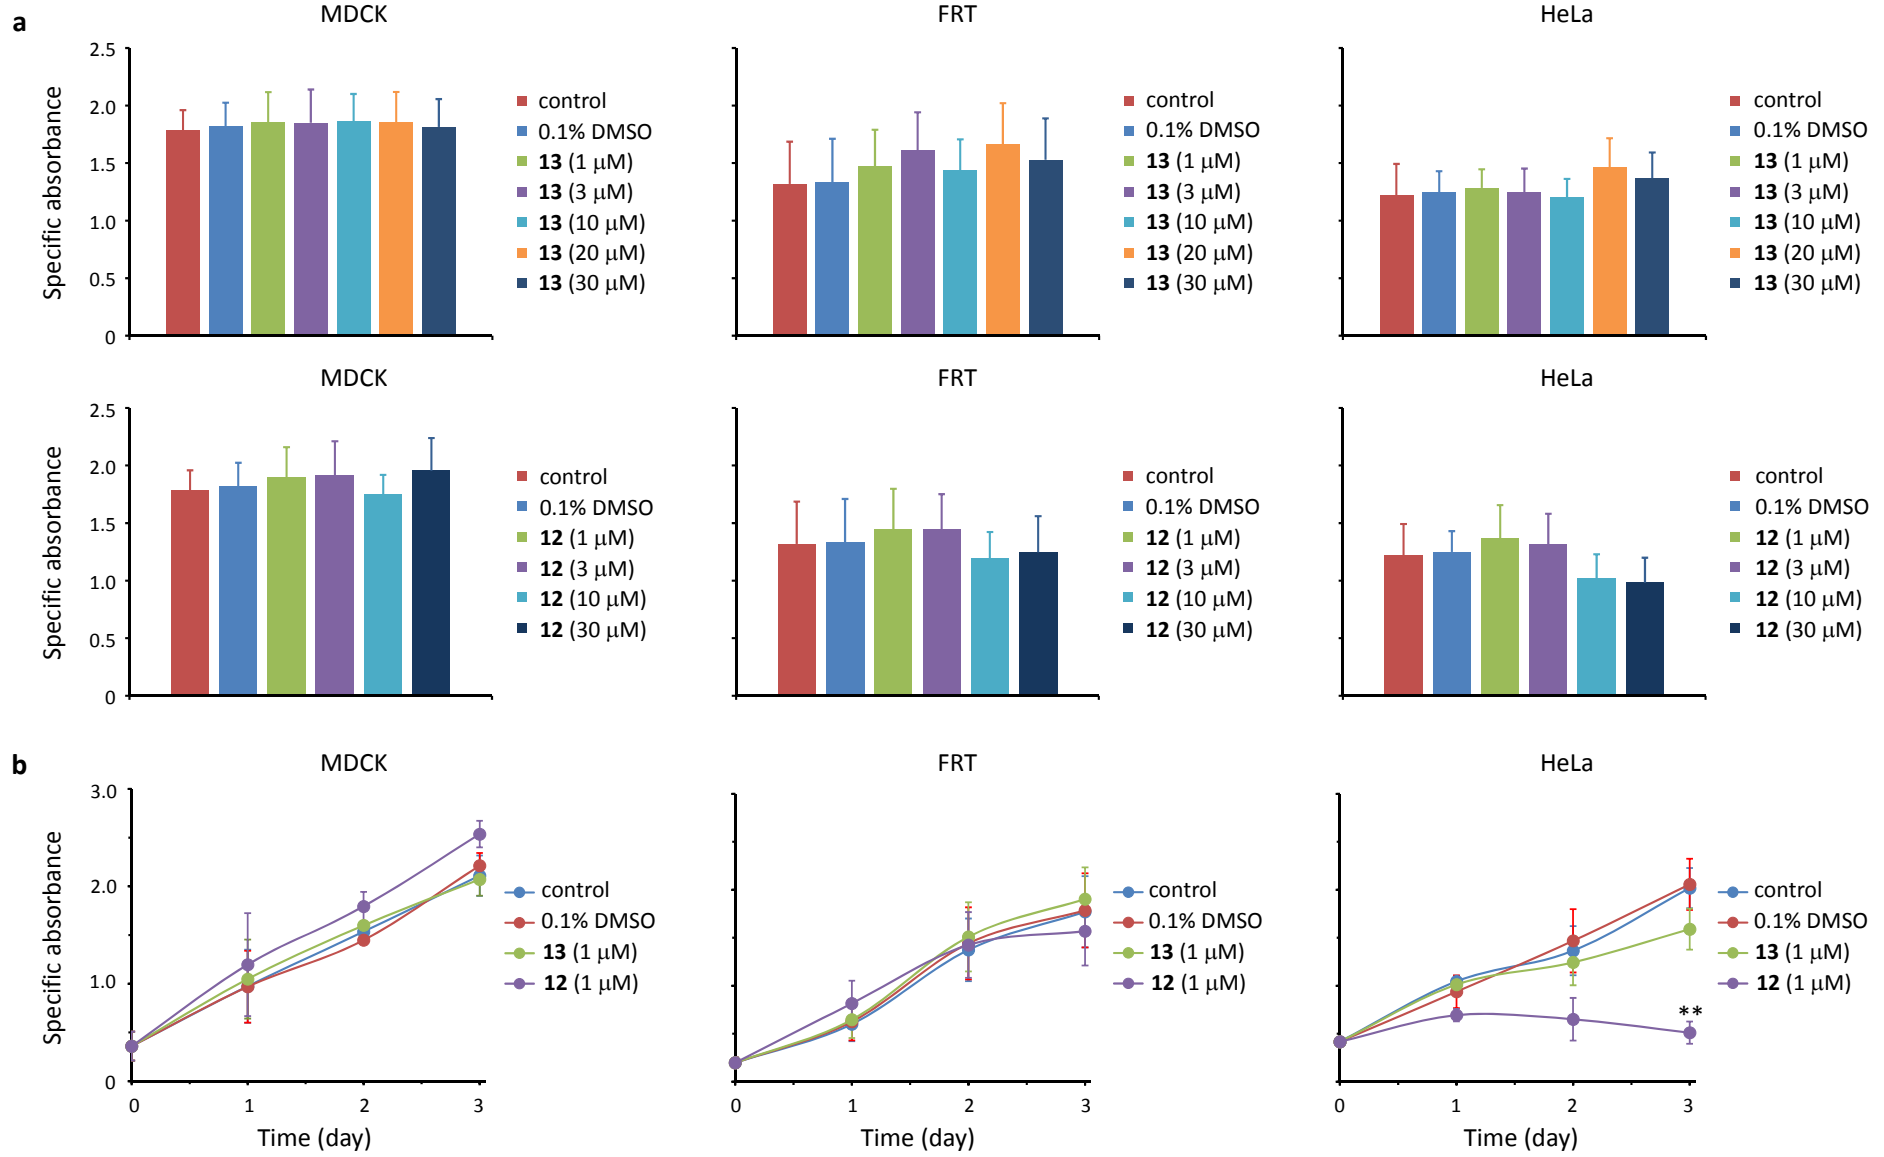 a
MDCK
FRT
HeLa
Specific absorbance
2.5
2.0
1.5
1.0
0.5
0
control
0.1% DMSO
13 (1 μM)
13 (3 μM)
13 (10 μM)
13 (20 μM)
13 (30 μM)
control
0.1% DMSO
13 (1 μM)
13 (3 μM)
13 (10 μM)
13 (20 μM)
13 (30 μM)
control
0.1% DMSO
13 (1 μM)
13 (3 μM)
13 (10 μM)
13 (20 μM)
13 (30 μM)
MDCK
FRT
HeLa
Specific absorbance
2.5
2.0
1.5
1.0
0.5
0
control
0.1% DMSO
12 (1 μM)
12 (3 μM)
12 (10 μM)
12 (30 μM)
control
0.1% DMSO
12 (1 μM)
12 (3 μM)
12 (10 μM)
12 (30 μM)
control
0.1% DMSO
12 (1 μM)
12 (3 μM)
12 (10 μM)
12 (30 μM)
b
MDCK
FRT
HeLa
Specific absorbance
3.0
2.0
1.0
0
control
0.1% DMSO
13 (1 μM)
12 (1 μM)
control
0.1% DMSO
13 (1 μM)
12 (1 μM)
**
control
0.1% DMSO
13 (1 μM)
12 (1 μM)
0 1 2 3
0 1 2 3
0 1 2 3
Time (day)
Time (day)
Time (day)